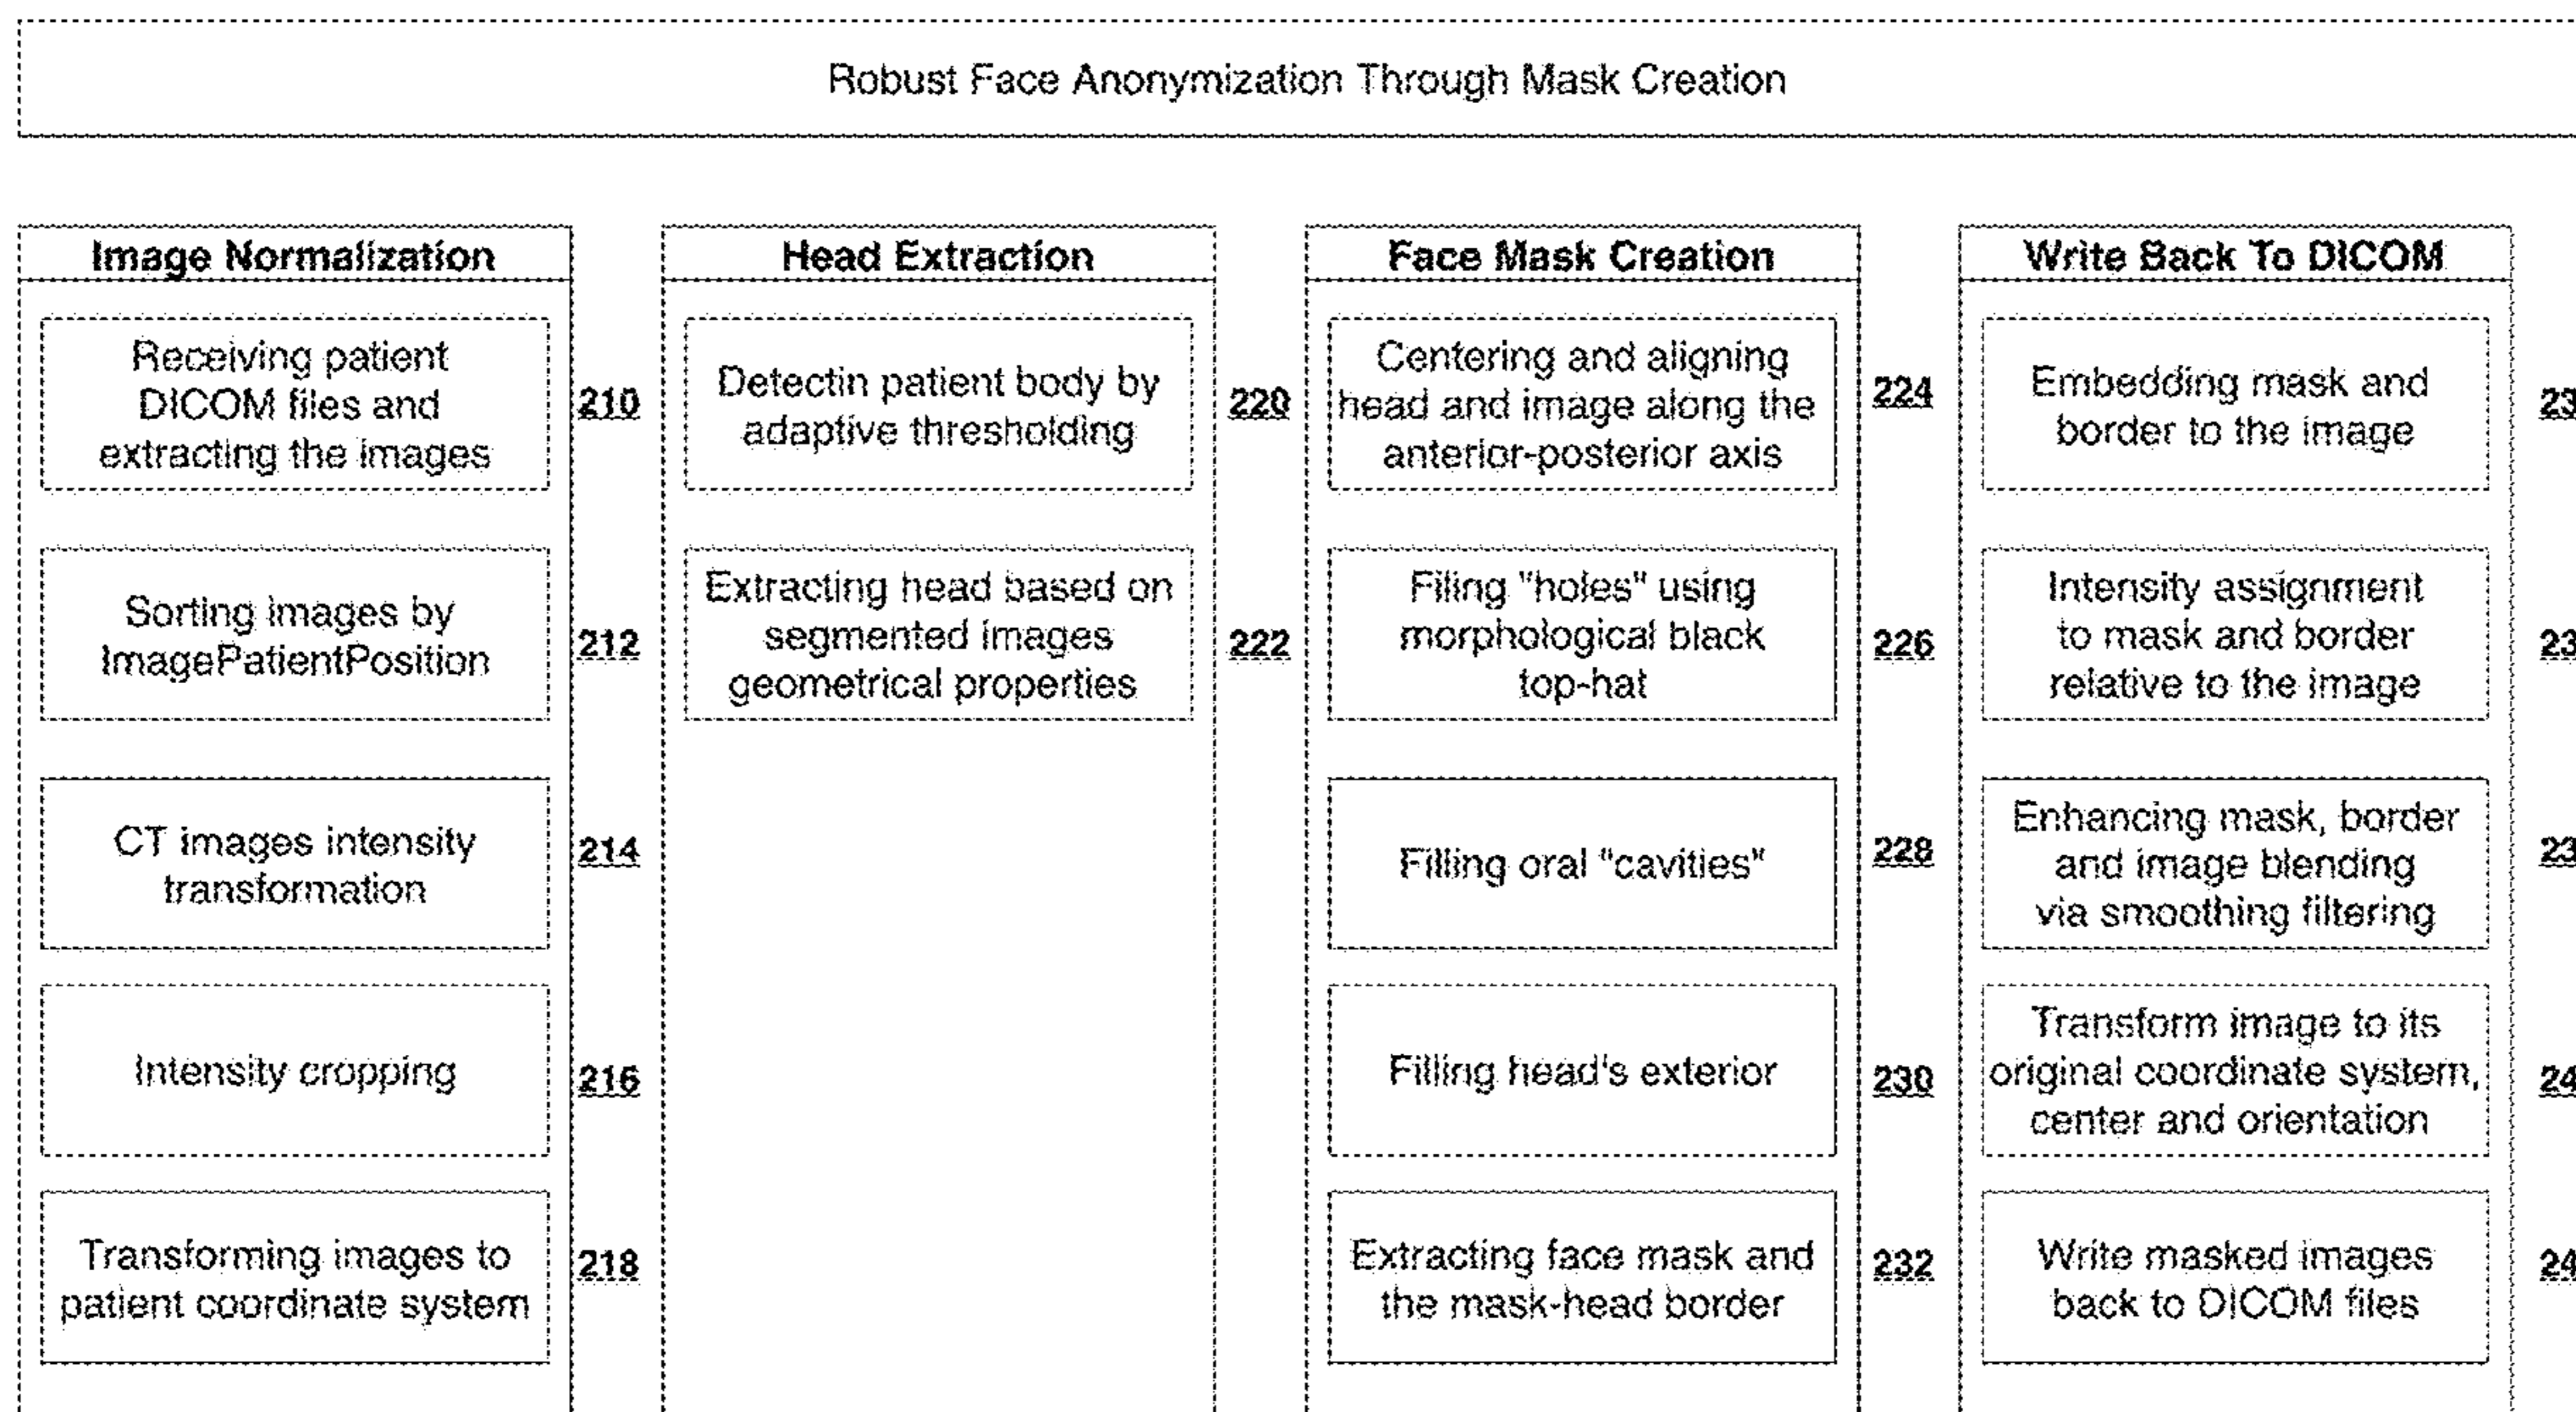 Robust Face Anonymization Through Mask Creation
Image Normalization
Receiving patient
DICOM files and
extracting the images
210
Sorting images by
ImagePatientPosition
212
CT images intensity
transformation
214
Intensity cropping
216
Transforming images to
patient coordinate system
218
Head Extraction
Detectin patient body by
adaptive thresholding
220
Extracting head based on
segmented images
geometrical properties
222
Face Mask Creation
Centering and aligning
head and image along the
anterior-posterior axis
224
Filing "holes" using
morphological black
top-hat
226
Filling oral "cavities"
228
Filling head's exterior
230
Extracting face mask and
the mask-head border
232
Write Back To DICOM
Embedding mask and
border to the image
Intensity assignment
to mask and border
relative to the image
Enhancing mask, border
and image blending
via smoothing filtering
Transform image to its
original coordinate system,
center and orientation
Write masked images
back to DICOM files